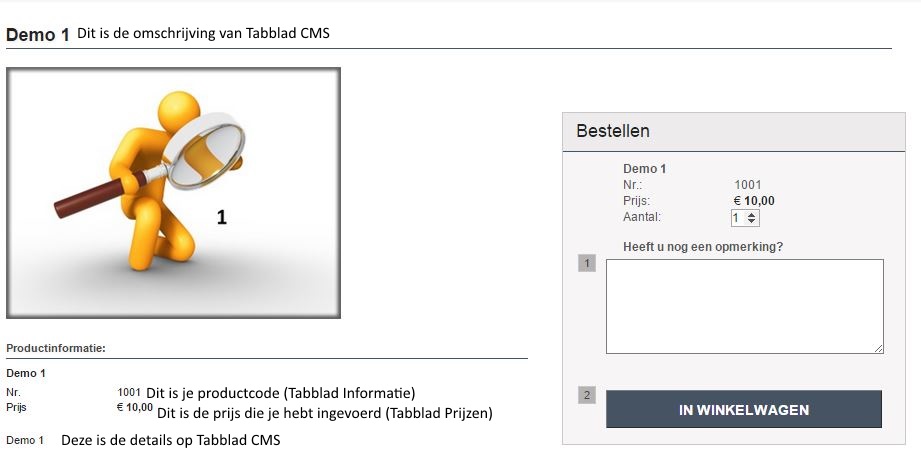 Demo 1 Dit is de omschrijving van Tabblad CMS
1
Productinformatie:
Demo 1
Nr. 1001 Dit is je productcode (Tabblad Informatie)
Prijs € 10,00 Dit is de prijs die je hebt ingevoerd (Tabblad Prijzen)
Demo 1 Deze is de details op Tabblad CMS
Bestellen
Demo 1
Nr.: 1001
Prijs: € 10,00
Aantal: 1
Heeft u nog een opmerking?
1
2
IN WINKELWAGEN